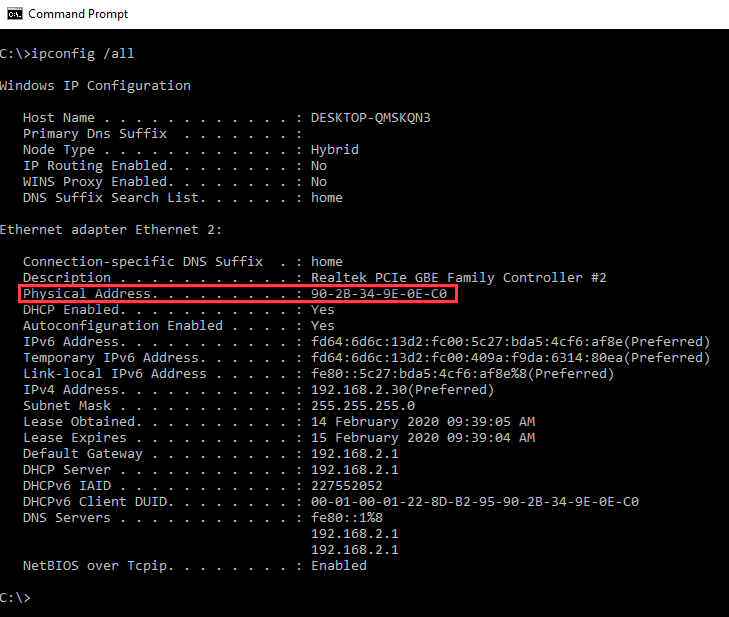 Command Prompt
C:\>ipconfig /all
Windows IP Configuration
Host Name . . . . . . . . . . . . : DESKTOP-QMSKQN3
Primary Dns Suffix  . . . . . . . :
Node Type . . . . . . . . . . . . : Hybrid
IP Routing Enabled. . . . . . . . : No
WINS Proxy Enabled. . . . . . . . : No
DNS Suffix Search List. . . . . . : home
Ethernet adapter Ethernet 2:
Connection-specific DNS Suffix  . : home
Description . . . . . . . . . . . : Realtek PCIe GBE Family Controller #2
Physical Address. . . . . . . . . : 90-2B-34-9E-0E-C0
DHCP Enabled. . . . . . . . . . . : Yes
Autoconfiguration Enabled . . . . : Yes
IPv6 Address. . . . . . . . . . . : fd64:6d6c:13d2:fc00:5c27:bda5:4cf6:af8e(Preferred)
Temporary IPv6 Address. . . . . . : fd64:6d6c:13d2:fc00:409a:f9da:6314:80ea(Preferred)
Link-local IPv6 Address . . . . . : fe80::5c27:bda5:4cf6:af8e%8(Preferred)
IPv4 Address. . . . . . . . . . . : 192.168.2.30(Preferred)
Subnet Mask . . . . . . . . . . . : 255.255.255.0
Lease Obtained. . . . . . . . . . : 14 February 2020 09:39:05 AM
Lease Expires . . . . . . . . . . : 15 February 2020 09:39:04 AM
Default Gateway . . . . . . . . . : 192.168.2.1
DHCP Server . . . . . . . . . . . : 192.168.2.1
DHCPv6 IAID . . . . . . . . . . . : 227552052
DHCPv6 Client DUID. . . . . . . . : 00-01-00-01-22-8D-B2-95-90-2B-34-9E-0E-C0
DNS Servers . . . . . . . . . . . : fe80::1%8
192.168.2.1
192.168.2.1
NetBIOS over Tcpip. . . . . . . . : Enabled
C:\>